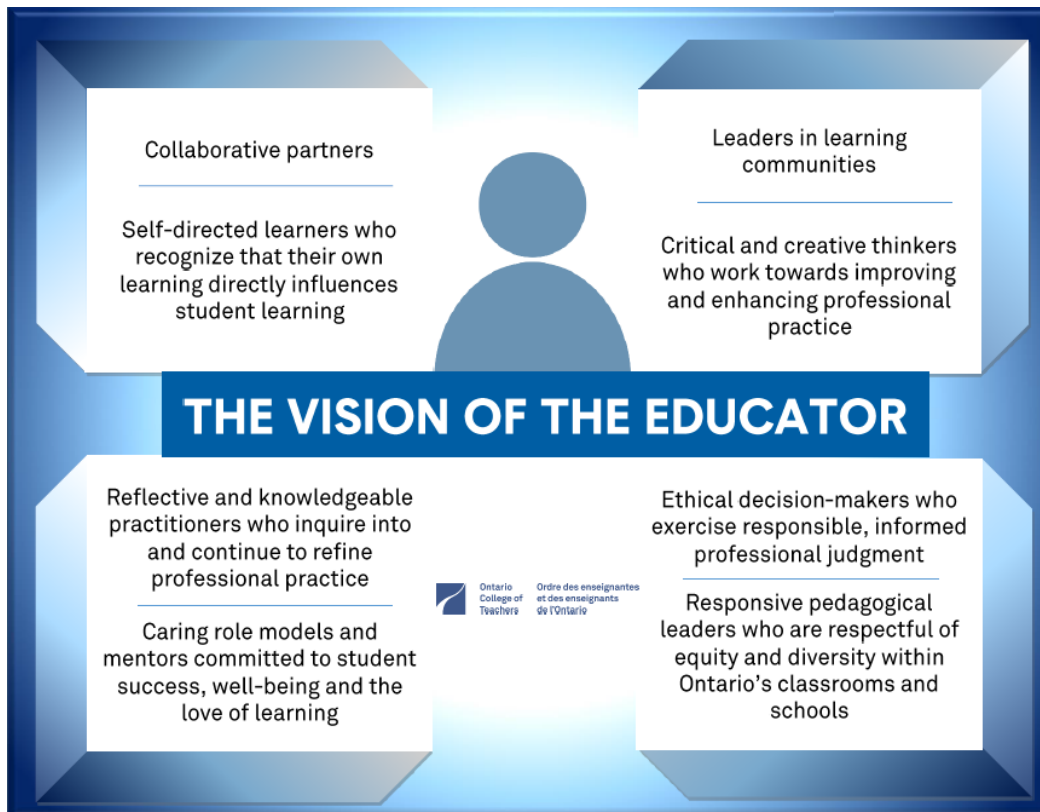 Collaborative partners
Self-directed learners who
recognize that their own
learning directly influences
student learning
Leaders in learning
communities
Critical and creative thinkers
who work towards improving
and enhancing professional
practice
THE VISION OF THE EDUCATOR
Reflective and knowledgeable
practitioners who inquire into
and continue to refine
professional practice
Caring role models and
mentors committed to student
success, well-being and the
love of learning
Ontario
College of
Teachers
Ordre des enseignantes
et des enseignants
de l'Ontario
Ethical decision-makers who
exercise responsible, informed
professional judgment
Responsive pedagogical
leaders who are respectful of
equity and diversity within
Ontario's classrooms and
schools